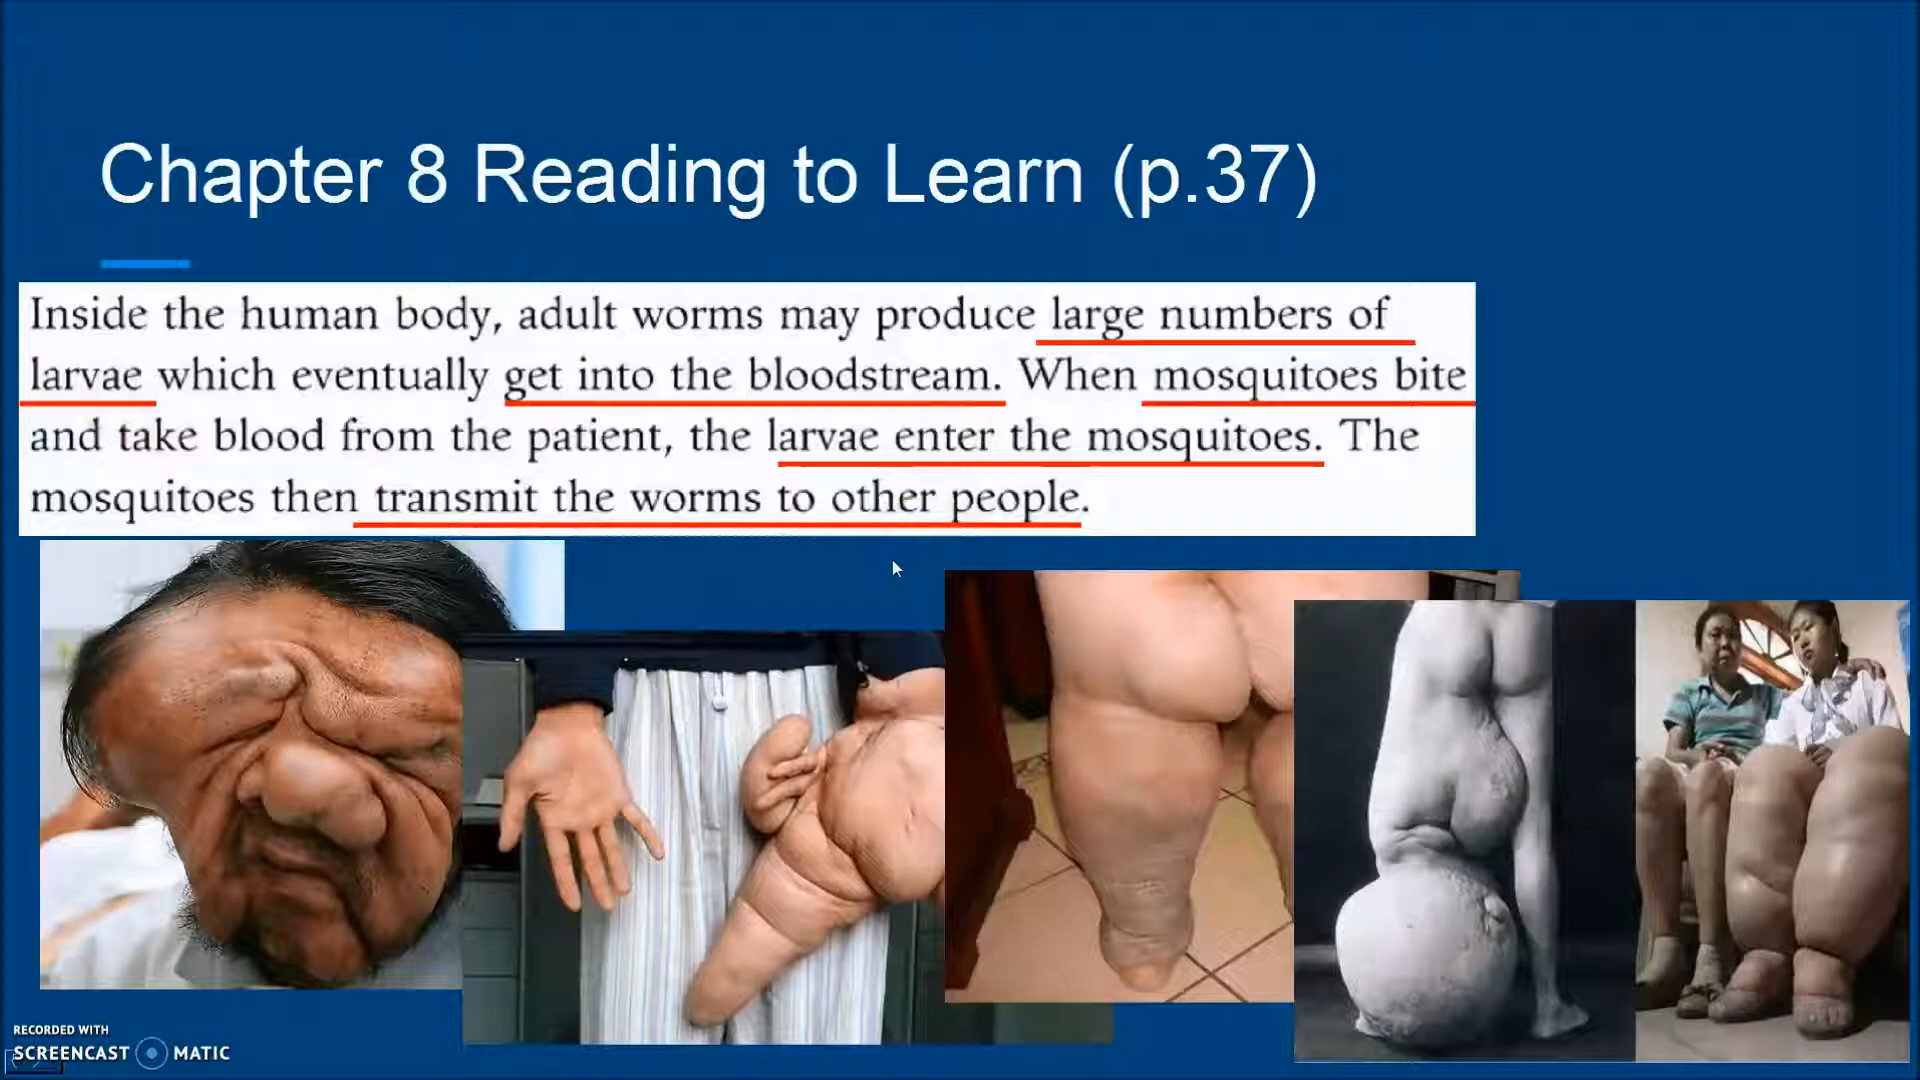 Chapter 8 Reading to Learn (p.37)
Inside the human body, adult worms may produce large numbers of
larvae which eventually get into the bloodstream. When mosquitoes bite
and take blood from the patient, the larvae enter the mosquitoes. The
mosquitoes then transmit the worms to other people.
RECORDED WITH
SCREENCAST MATIC